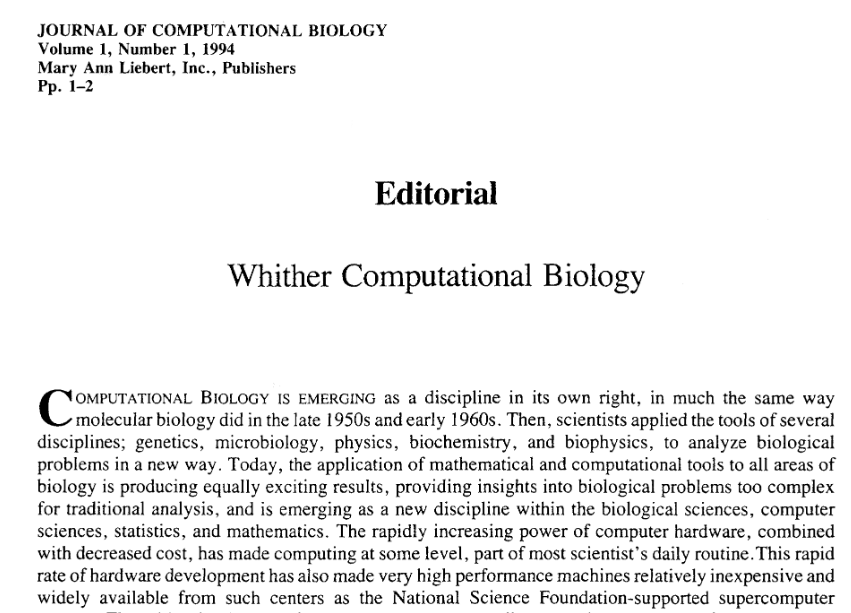 JOURNAL OF COMPUTATIONAL BIOLOGY
Volume 1, Number 1, 1994
Mary Ann Liebert, Inc., Publishers
Pp. 1–2
Editorial
Whither Computational Biology
COMPUTATIONAL BIOLOGY IS EMERGING as a discipline in its own right, in much the same way
molecular biology did in the late 1950s and early 1960s. Then, scientists applied the tools of several
disciplines; genetics, microbiology, physics, biochemistry, and biophysics, to analyze biological
problems in a new way. Today, the application of mathematical and computational tools to all areas of
biology is producing equally exciting results, providing insights into biological problems too complex
for traditional analysis, and is emerging as a new discipline within the biological sciences, computer
sciences, statistics, and mathematics. The rapidly increasing power of computer hardware, combined
with decreased cost, has made computing at some level, part of most scientist's daily routine.This rapid
rate of hardware development has also made very high performance machines relatively inexpensive and
widely available from such centers as the National Science Foundation-supported supercomputer